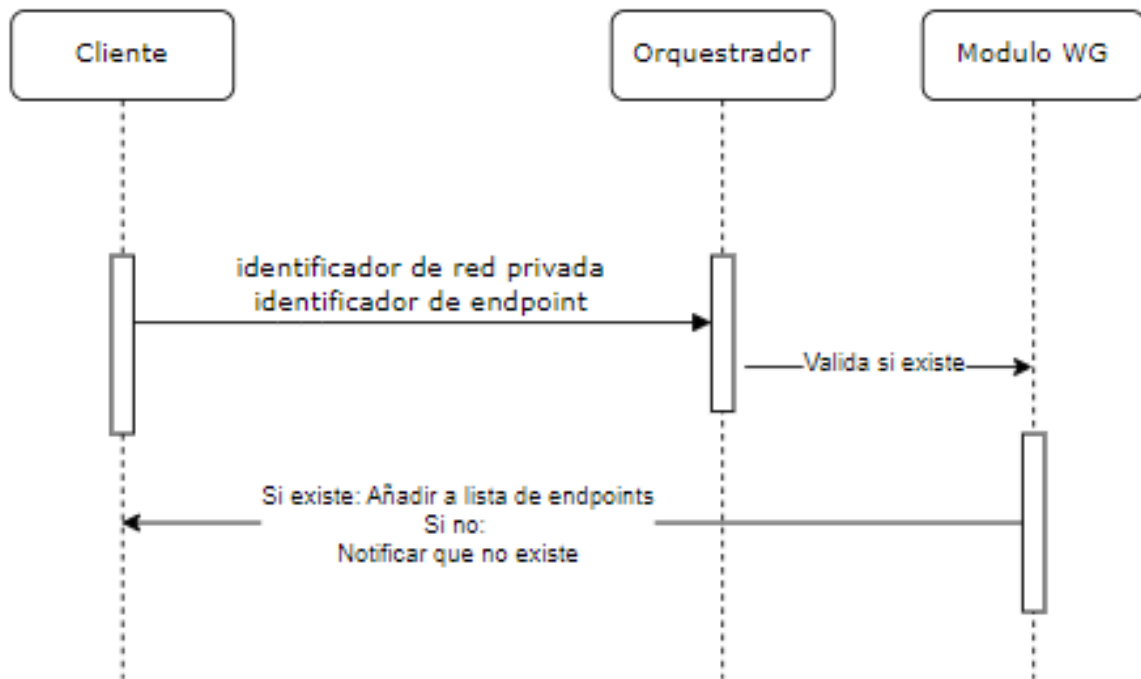 Cliente
Orquestrador
Modulo WG
identificador de red privada
identificador de endpoint
Valida si existe
Si existe: Añadir a lista de endpoints
Si no:
Notificar que no existe